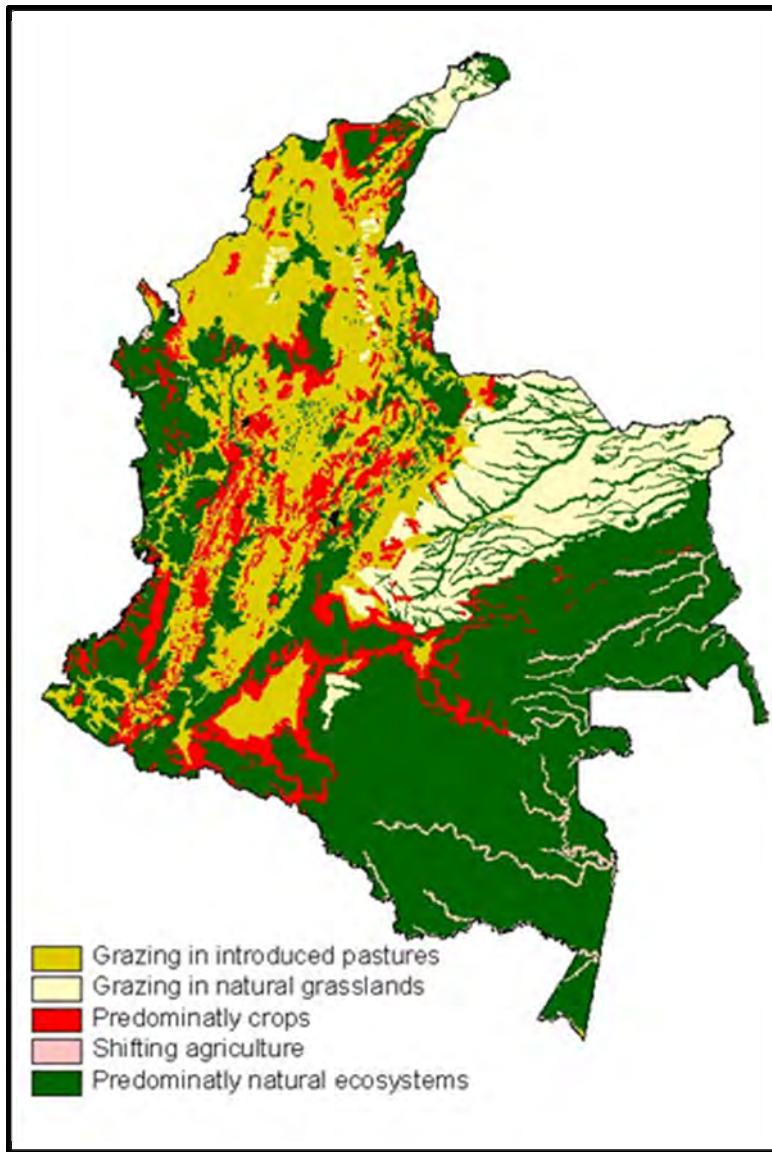 Grazing in introduced pastures
Grazing in natural grasslands
Predominatly crops
Shifting agriculture
Predominatly natural ecosystems